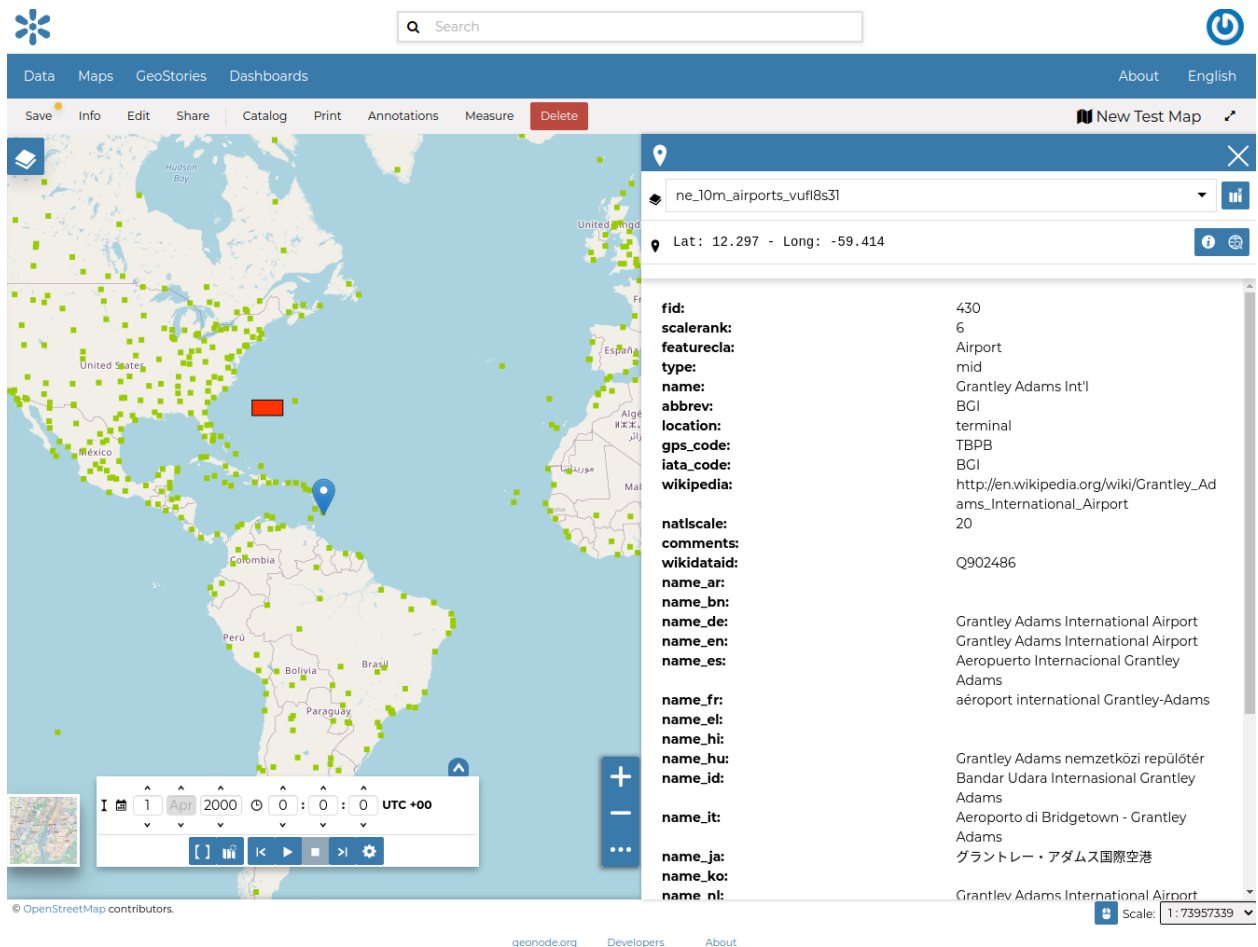 Search
Data Maps GeoStories Dashboards About English
Save Info Edit Share Catalog Print Annotations Measure Delete New Test Map
ne_10m_airports_vufl8s31
Lat: 12.297 - Long: -59.414
fid: 430
scalerank: 6
featurecla: Airport
type: mid
name: Grantley Adams Int'l
abbrev: BGI
location: terminal
gps_code: TBPB
iata_code: BGI
wikipedia: http://en.wikipedia.org/wiki/Grantley_Ad
ams_International_Airport
natlscale: 20
comments:
wikidataid: Q902486
name_ar:
name_bn:
name_de: Grantley Adams International Airport
name_en: Grantley Adams International Airport
name_es: Aeropuerto Internacional Grantley
Adams
name_fr: aéroport international Grantley-Adams
name_el:
name_hi:
name_hu: Grantley Adams nemzetközi repülőtér
name_id: Bandar Udara Internasional Grantley
Adams
name_it: Aeroporto di Bridgetown - Grantley
Adams
name_ja: グラントレー・アダムス国際空港
name_ko:
name_nl: Grantley Adams International Airport
Hudson
Bay
United
España
United States
México
موريتانيا
Colombia
Perú
Brasil
Bolivia
Paraguay
1 Apr 2000 0 : 0 : 0 UTC +00
© OpenStreetMap contributors.
Scale: 1 : 73957339
geonode.org Developers About